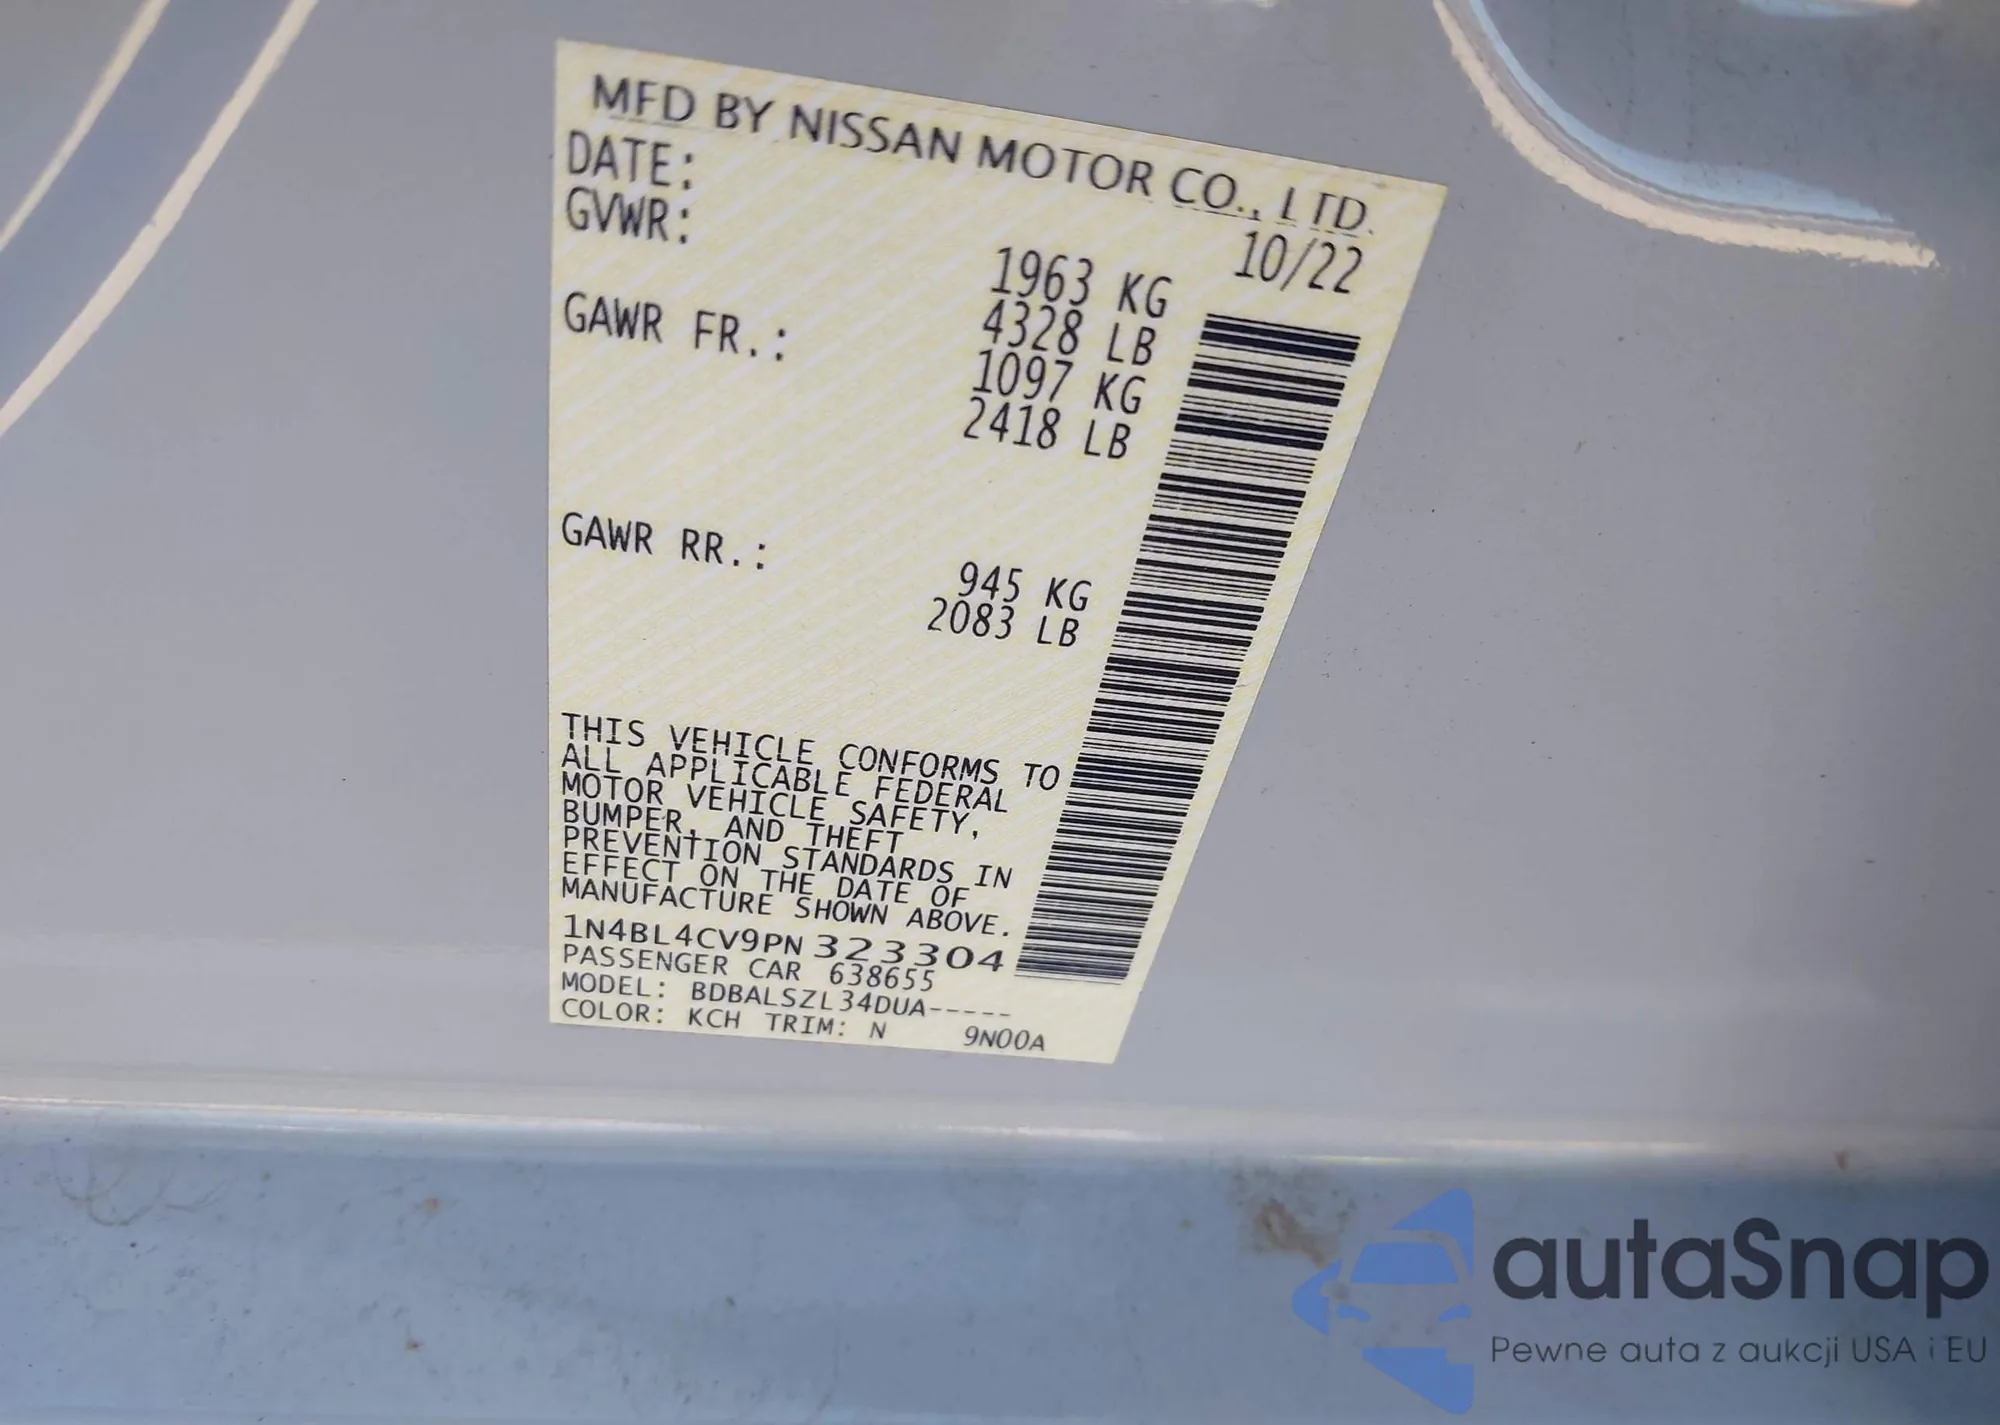 MFD BY NISSAN MOTOR CO., LTD.
DATE: 10/22
GVWR: 1963 KG
4328 LB
GAWR FR.: 1097 KG
2418 LB
GAWR RR.: 945 KG
2083 LB
THIS VEHICLE CONFORMS TO
ALL APPLICABLE FEDERAL
MOTOR VEHICLE SAFETY,
BUMPER, AND THEFT
PREVENTION STANDARDS IN
EFFECT ON THE DATE OF
MANUFACTURE SHOWN ABOVE.
1N4BL4CV9PN323304
PASSENGER CAR 638655
MODEL: BDBALSZL34DUA-----
COLOR: KCH TRIM: N 9N00A
autaSnap
Pewne auta z aukcji USA i EU